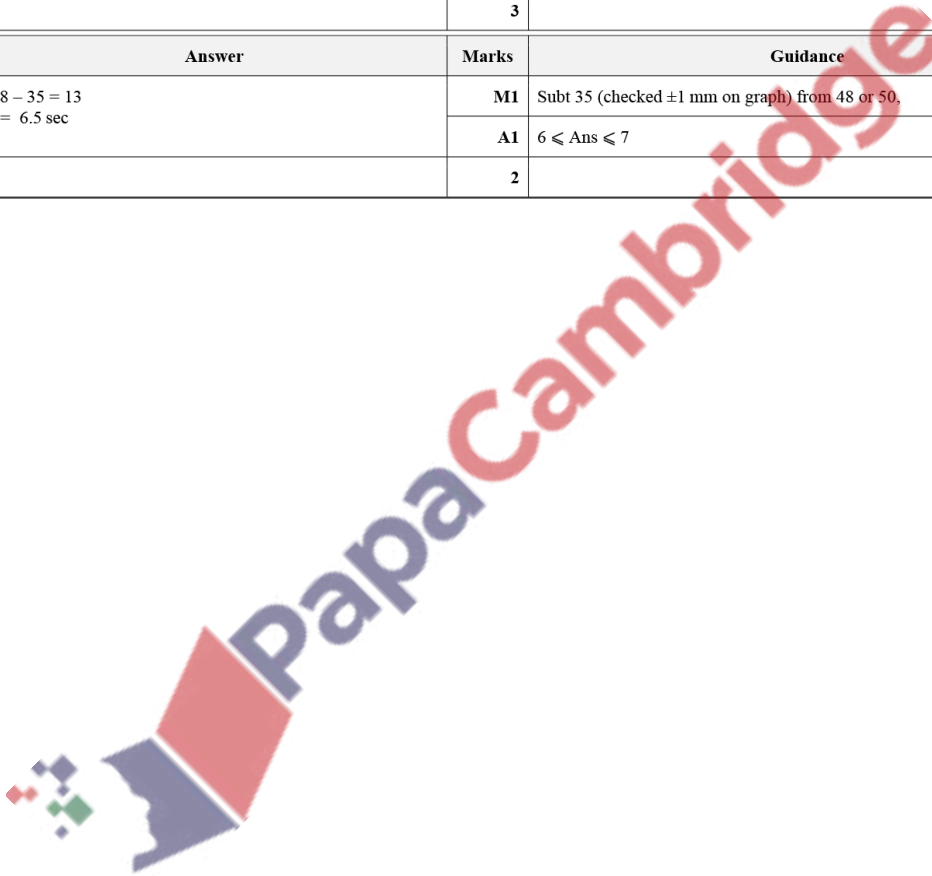 3
Answer Marks Guidance
8 – 35 = 13 M1 Subt 35 (checked ±1 mm on graph) from 48 or 50,
= 6.5 sec
A1 6 ⩽ Ans ⩽ 7
2
PapaCambridge